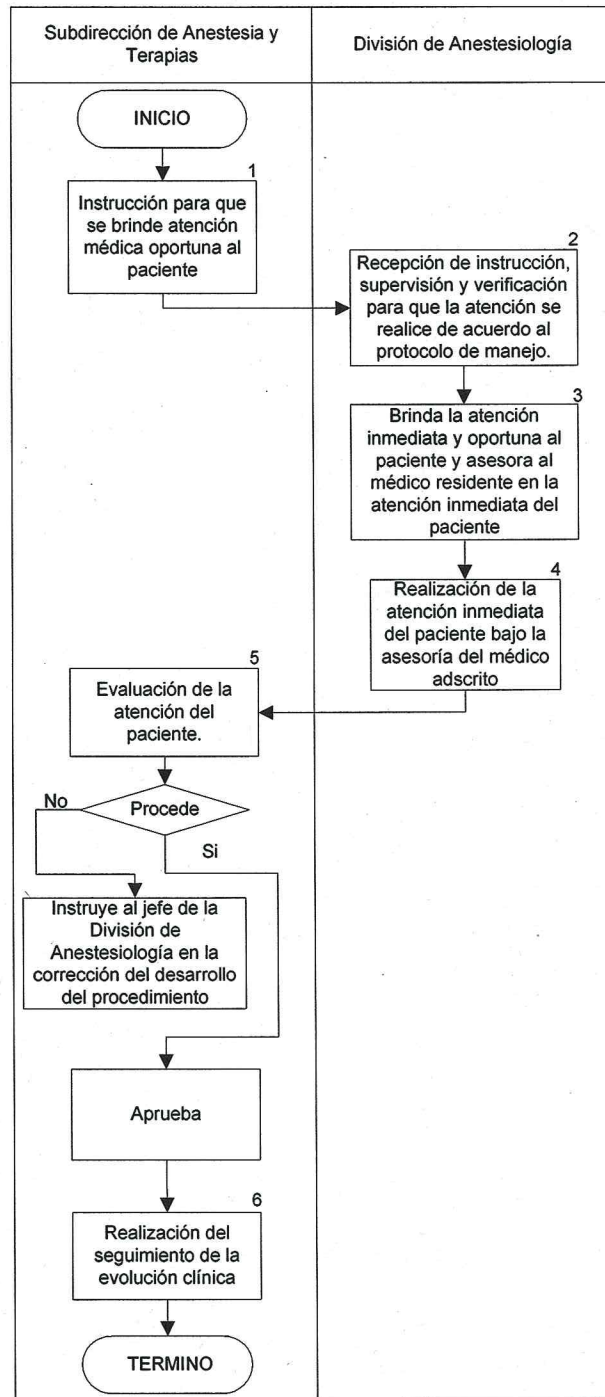 Subdirección de Anestesia y
Terapias
División de Anestesiología
INICIO
1
Instrucción para que
se brinde atención
médica oportuna al
paciente
2
Recepción de instrucción,
supervisión y verificación
para que la atención se
realice de acuerdo al
protocolo de manejo.
3
Brinda la atención
inmediata y oportuna al
paciente y asesora al
médico residente en la
atención inmediata del
paciente
4
Realización de la
atención inmediata
del paciente bajo la
asesoría del médico
adscrito
5
Evaluación de la
atención del
paciente.
No
Procede
Si
Instruye al jefe de la
División de
Anestesiología en la
corrección del desarrollo
del procedimiento
Aprueba
6
Realización del
seguimiento de la
evolución clínica
TERMINO